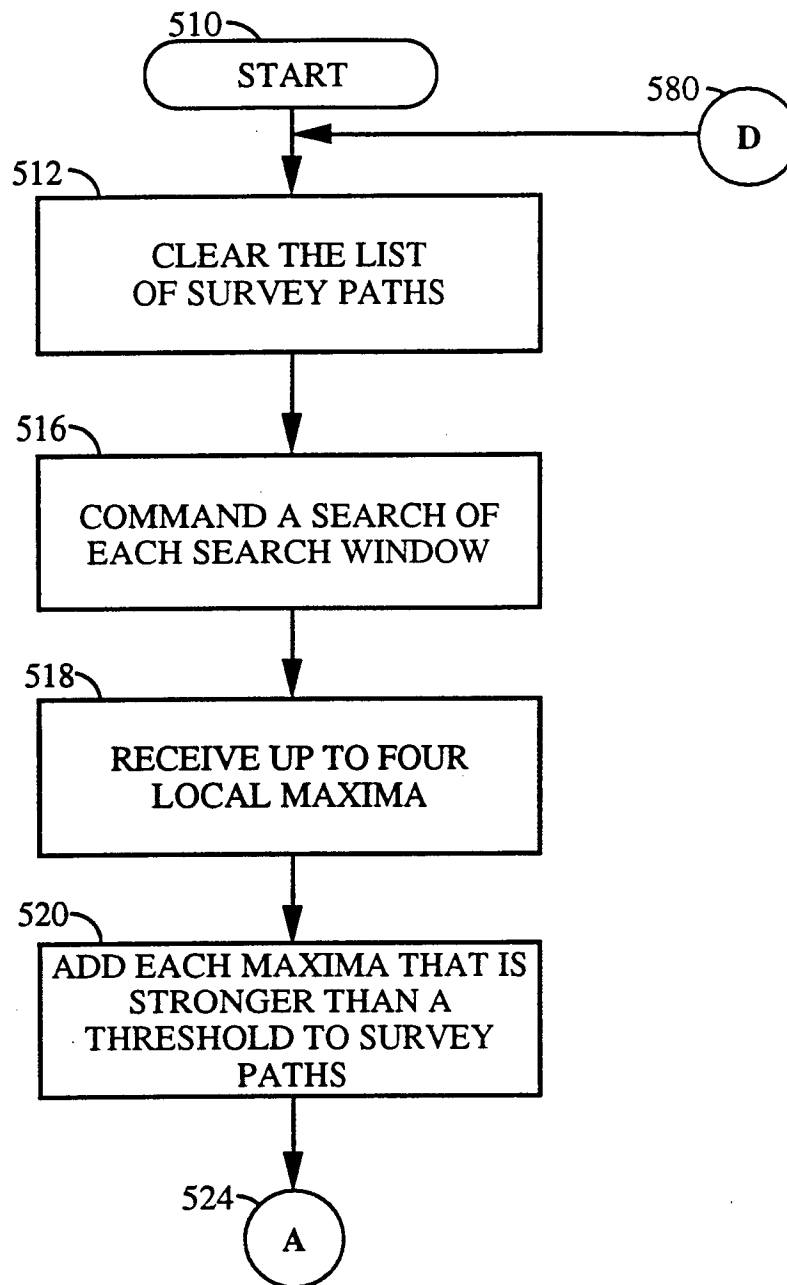 510
START
580
D
512
CLEAR THE LIST
OF SURVEY PATHS
516
COMMAND A SEARCH OF
EACH SEARCH WINDOW
518
RECEIVE UP TO FOUR
LOCAL MAXIMA
520
ADD EACH MAXIMA THAT IS
STRONGER THAN A
THRESHOLD TO SURVEY
PATHS
524
A